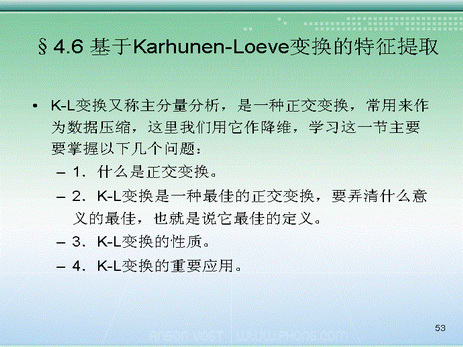 §4.6 基于Karhunen-Loeve变换的特征提取
• K-L变换又称主分量分析，是一种正交变换，常用来作
为数据压缩，这里我们用它作降维，学习这一节主要
要掌握以下几个问题：
– 1．什么是正交变换。
– 2．K-L变换是一种最佳的正交变换，要弄清什么意
义的最佳，也就是说它最佳的定义。
– 3．K-L变换的性质。
– 4．K-L变换的重要应用。
53